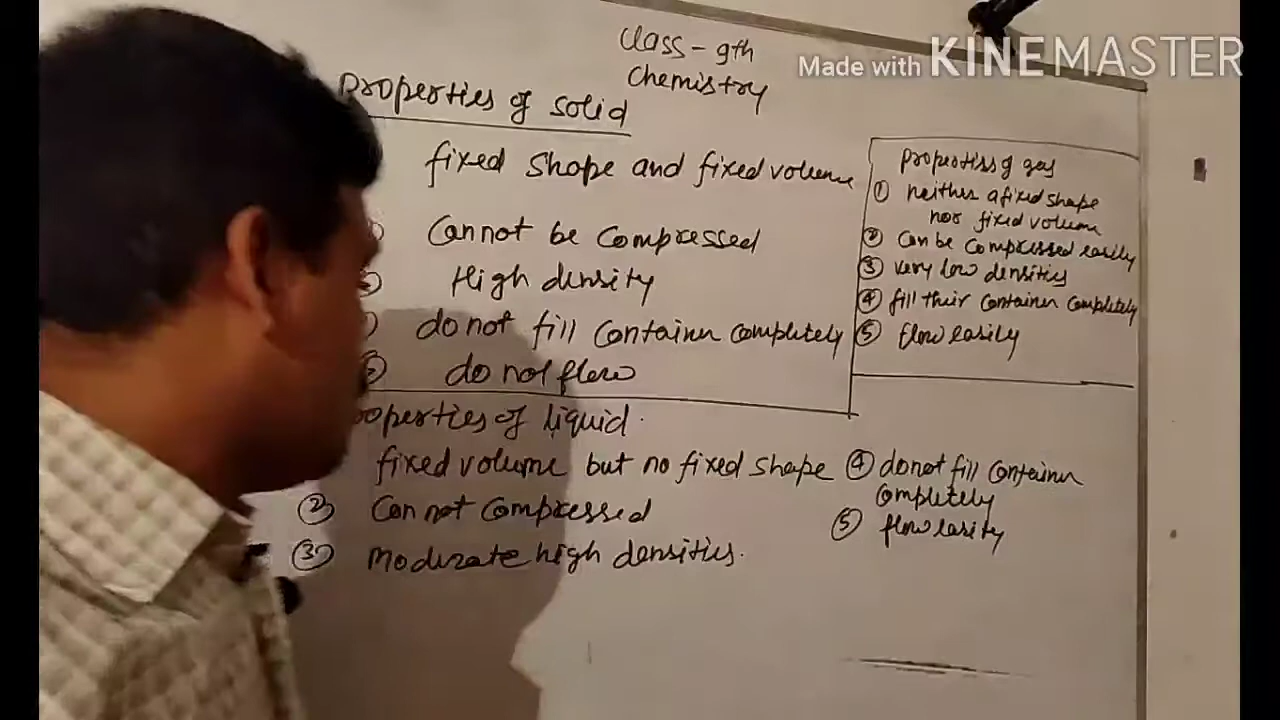 Class - 9th
Chemistry
Made with KINEMASTER
Properties of solid
fixed shape and fixed volume
Cannot be compressed
High density
do not fill container completely
⑤ do not flow
Properties of gas
① neither a fixed shape
nor fixed volume
② can be compressed easily
③ very low densities
④ fill their container completely
⑤ flow easily
operties of liquid.
fixed volume but no fixed shape
② Can not compressed
③ Moderate high densities.
④ donot fill container
completely
⑤ flow easity